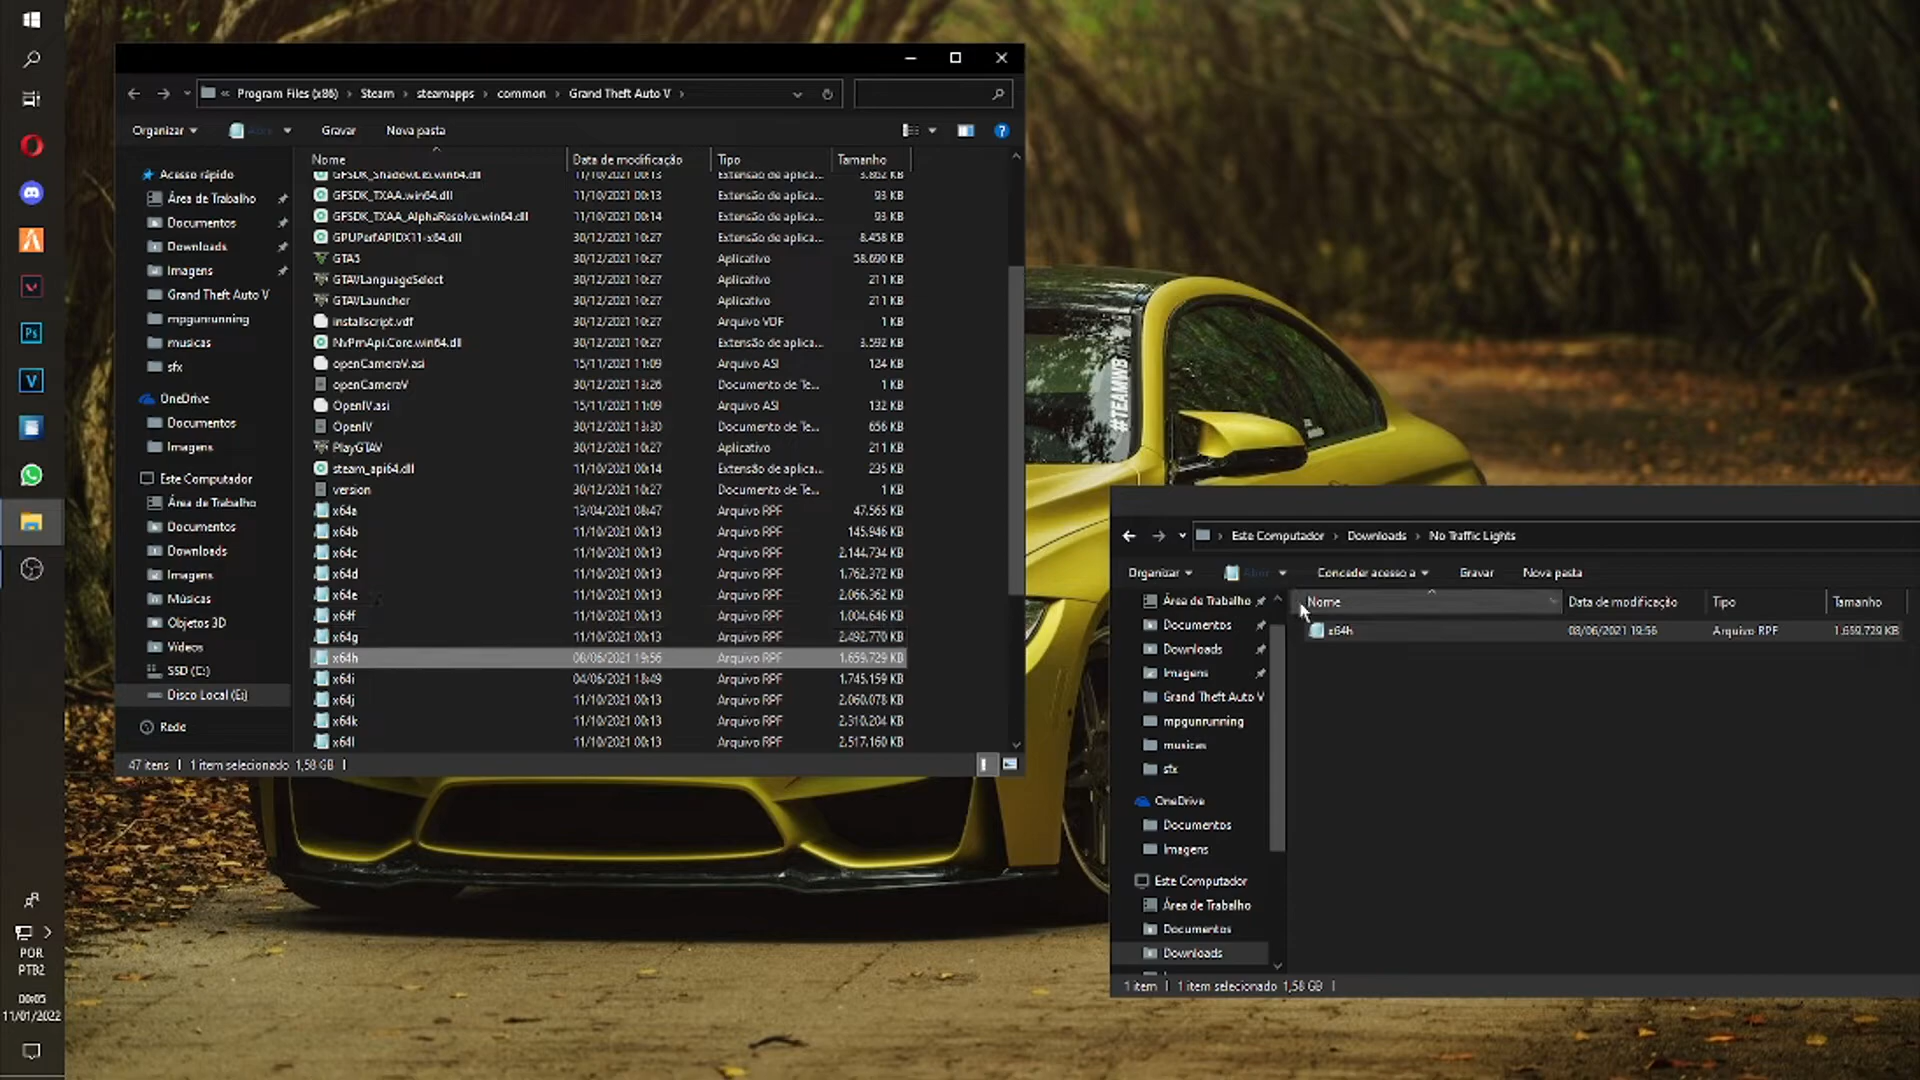 Program Files (x86) › Steam › steamapps › common › Grand Theft Auto V ›
Organizar
Abrir
Gravar
Nova pasta
Nome
Data de modificação
Tipo
Tamanho
Acesso rápido
Área de Trabalho
Documentos
Downloads
Imagens
Grand Theft Auto V
mpgunrunning
musicas
sfx
OneDrive
Documentos
Imagens
Este Computador
Área de Trabalho
Documentos
Downloads
Imagens
Músicas
Objetos 3D
Vídeos
SSD (C:)
Disco Local (E:)
Rede
GFSDK_ShadowLib.win64.dll 11/10/2021 00:13 Extensão de aplica... 3.862 KB
GFSDK_TXAA.win64.dll 11/10/2021 00:13 Extensão de aplica... 93 KB
GFSDK_TXAA_AlphaResolve.win64.dll 11/10/2021 00:14 Extensão de aplica... 93 KB
GPUPerfAPIDX11-x64.dll 30/12/2021 10:27 Extensão de aplica... 8.458 KB
GTA5 30/12/2021 10:27 Aplicativo 58.690 KB
GTAVLanguageSelect 30/12/2021 10:27 Aplicativo 211 KB
GTAVLauncher 30/12/2021 10:27 Aplicativo 211 KB
installscript.vdf 30/12/2021 10:27 Arquivo VDF 1 KB
NvPmApi.Core.win64.dll 30/12/2021 10:27 Extensão de aplica... 3.592 KB
openCameraV.asi 15/11/2021 11:09 Arquivo ASI 124 KB
openCameraV 30/12/2021 13:26 Documento de Te... 1 KB
OpenIV.asi 15/11/2021 11:09 Arquivo ASI 132 KB
OpenIV 30/12/2021 13:30 Documento de Te... 656 KB
PlayGTAV 30/12/2021 10:27 Aplicativo 211 KB
steam_api64.dll 11/10/2021 00:14 Extensão de aplica... 235 KB
version 30/12/2021 10:27 Documento de Te... 1 KB
x64a 13/04/2021 08:47 Arquivo RPF 47.565 KB
x64b 11/10/2021 00:13 Arquivo RPF 145.946 KB
x64c 11/10/2021 00:13 Arquivo RPF 2.144.734 KB
x64d 11/10/2021 00:13 Arquivo RPF 1.762.372 KB
x64e 11/10/2021 00:13 Arquivo RPF 2.066.362 KB
x64ff 11/10/2021 00:13 Arquivo RPF 1.004.646 KB
x64g 11/10/2021 00:13 Arquivo RPF 2.492.770 KB
x64h 08/06/2021 19:56 Arquivo RPF 1.659.729 KB
x64i 04/06/2021 18:49 Arquivo RPF 1.745.159 KB
x64j 11/10/2021 00:13 Arquivo RPF 2.060.078 KB
x64k 11/10/2021 00:13 Arquivo RPF 2.310.204 KB
x64l 11/10/2021 00:13 Arquivo RPF 2.517.160 KB
47 itens
1 item selecionado 1,58 GB
#TEAMWB
Este Computador › Downloads › No Traffic Lights
Organizar
Abrir
Conceder acesso a
Gravar
Nova pasta
Nome
Data de modificação
Tipo
Tamanho
x64h 08/06/2021 19:56 Arquivo RPF 1.659.729 KB
Área de Trabalho
Documentos
Downloads
Imagens
Grand Theft Auto V
mpgunrunning
musicas
sfx
OneDrive
Documentos
Imagens
Este Computador
Área de Trabalho
Documentos
Downloads
1 item
1 item selecionado 1,58 GB
Ps
V
POR
PTB2
00:05
11/01/2022